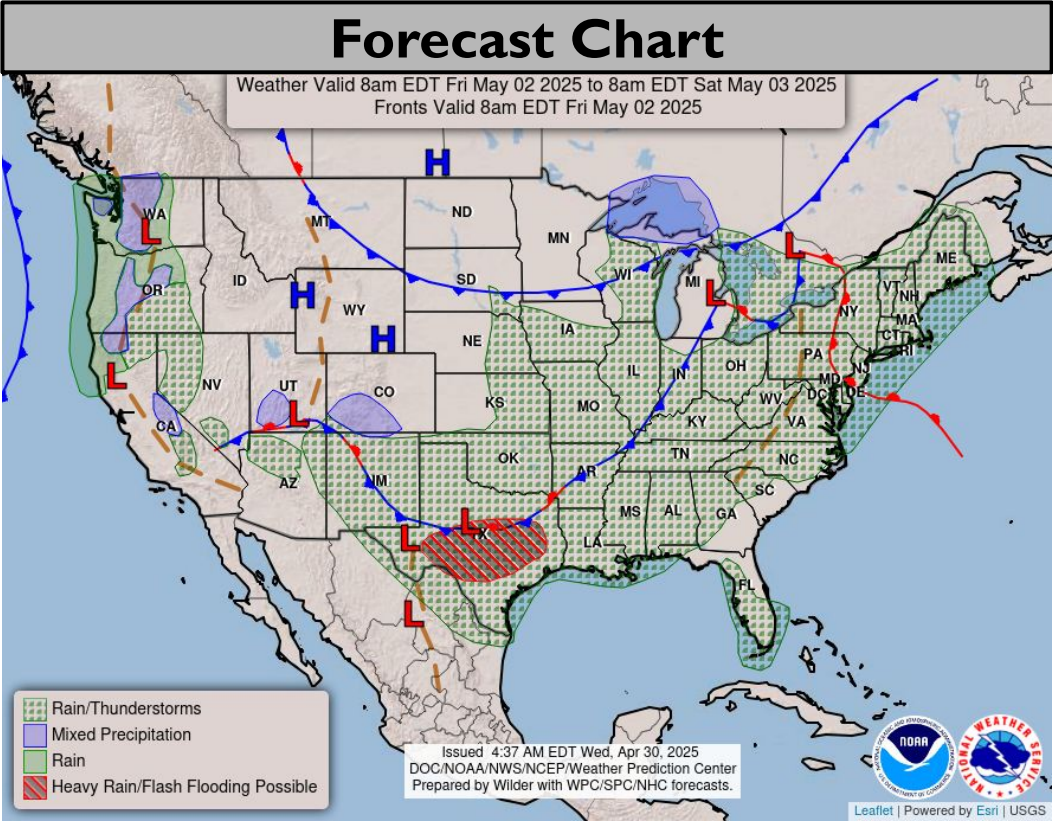 Forecast Chart
Weather Valid 8am EDT Fri May 02 2025 to 8am EDT Sat May 03 2025
Fronts Valid 8am EDT Fri May 02 2025
H
WA
L
MT
ND
MN
OR
ID
H
WY
SD
WI
MI
L
L
ME
VT
NH
NY
MA
CT
RI
H
NE
IA
L
NV
UT
CO
L
CA
KS
MO
IL
IN
OH
PA
NJ
MD
DE
DC
WV
VA
KY
AZ
NM
OK
AR
TN
NC
SC
L
L
TX
LA
MS
AL
GA
FL
L
Rain/Thunderstorms
Mixed Precipitation
Rain
Heavy Rain/Flash Flooding Possible
Issued 4:37 AM EDT Wed, Apr 30, 2025
DOC/NOAA/NWS/NCEP/Weather Prediction Center
Prepared by Wilder with WPC/SPC/NHC forecasts.
NOAA
NATIONAL WEATHER SERVICE
Leaflet | Powered by Esri | USGS